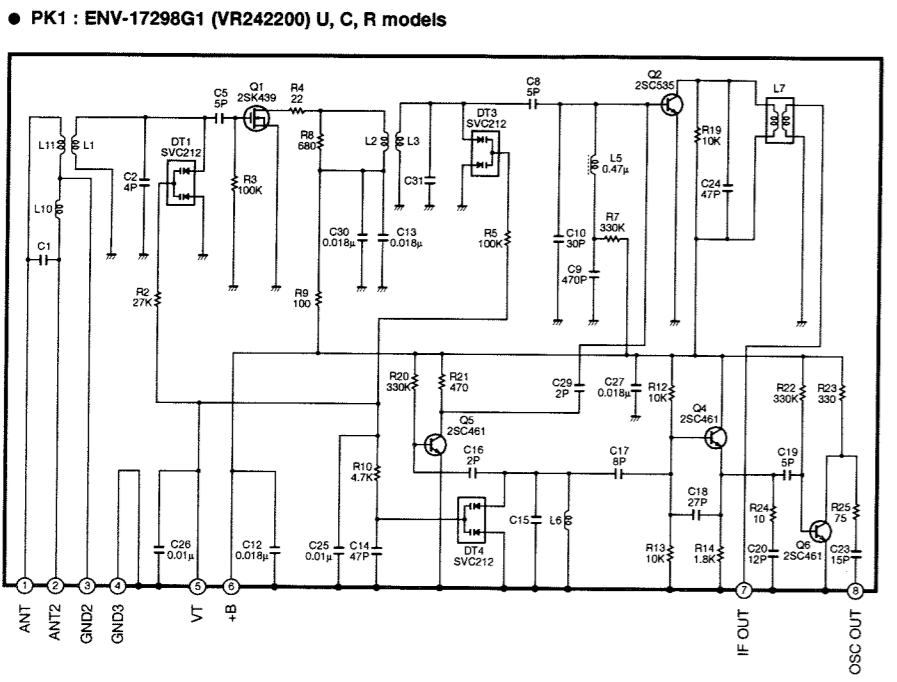 ● PK1 : ENV-17298G1 (VR242200) U, C, R models
Q1
2SK439
C5
5P
R4
22
C8
5P
Q2
2SC535
L7
DT1
SVC212
L11
L1
R8
680
L2
L3
DT3
SVC212
R19
10K
C2
4P
R3
100K
C31
L5
0.47μ
C24
47P
L10
C30
0.018μ
C13
0.018μ
R5
100K
C10
30P
R7
330K
C1
C9
470P
R2
27K
R9
100
R20
330K
R21
470
C29
2P
C27
0.018μ
R12
10K
R22
330K
R23
330
Q5
2SC461
Q4
2SC461
R10
4.7K
C16
2P
C17
8P
C19
5P
C18
27P
R24
10
R25
75
C15
L6
DT4
SVC212
C26
0.01μ
C12
0.018μ
C25
0.01μ
C14
47P
R13
10K
R14
1.8K
C20
12P
Q6
2SC461
C23
15P
1
2
3
4
5
6
7
8
ANT
ANT2
GND2
GND3
VT
+B
IF OUT
OSC OUT